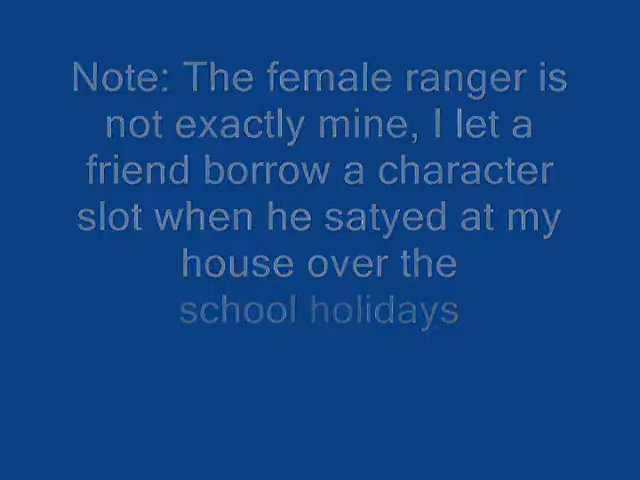 Note: The female ranger is
not exactly mine, I let a
friend borrow a character
slot when he satyed at my
house over the
school holidays